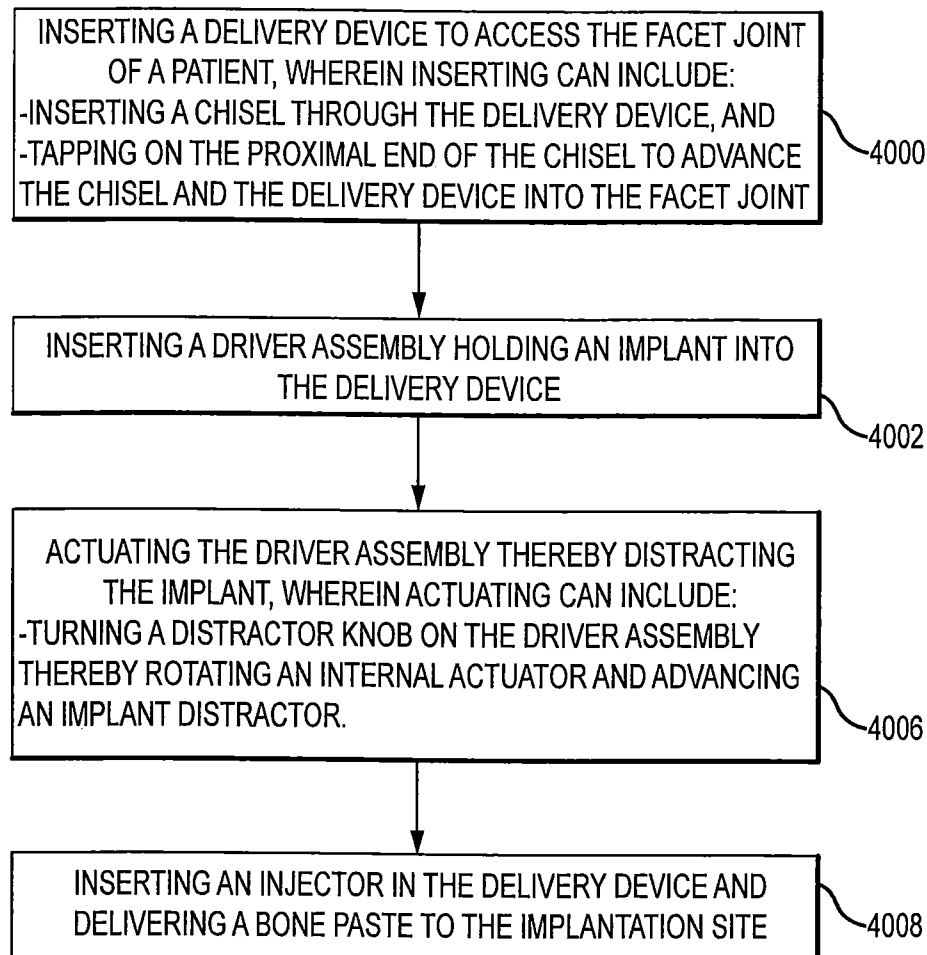 INSERTING A DELIVERY DEVICE TO ACCESS THE FACET JOINT
OF A PATIENT, WHEREIN INSERTING CAN INCLUDE:
-INSERTING A CHISEL THROUGH THE DELIVERY DEVICE, AND
-TAPPING ON THE PROXIMAL END OF THE CHISEL TO ADVANCE
THE CHISEL AND THE DELIVERY DEVICE INTO THE FACET JOINT
4000
INSERTING A DRIVER ASSEMBLY HOLDING AN IMPLANT INTO
THE DELIVERY DEVICE
4002
ACTUATING THE DRIVER ASSEMBLY THEREBY DISTRACTING
THE IMPLANT, WHEREIN ACTUATING CAN INCLUDE:
-TURNING A DISTRACTOR KNOB ON THE DRIVER ASSEMBLY
THEREBY ROTATING AN INTERNAL ACTUATOR AND ADVANCING
AN IMPLANT DISTRACTOR.
4006
INSERTING AN INJECTOR IN THE DELIVERY DEVICE AND
DELIVERING A BONE PASTE TO THE IMPLANTATION SITE
4008